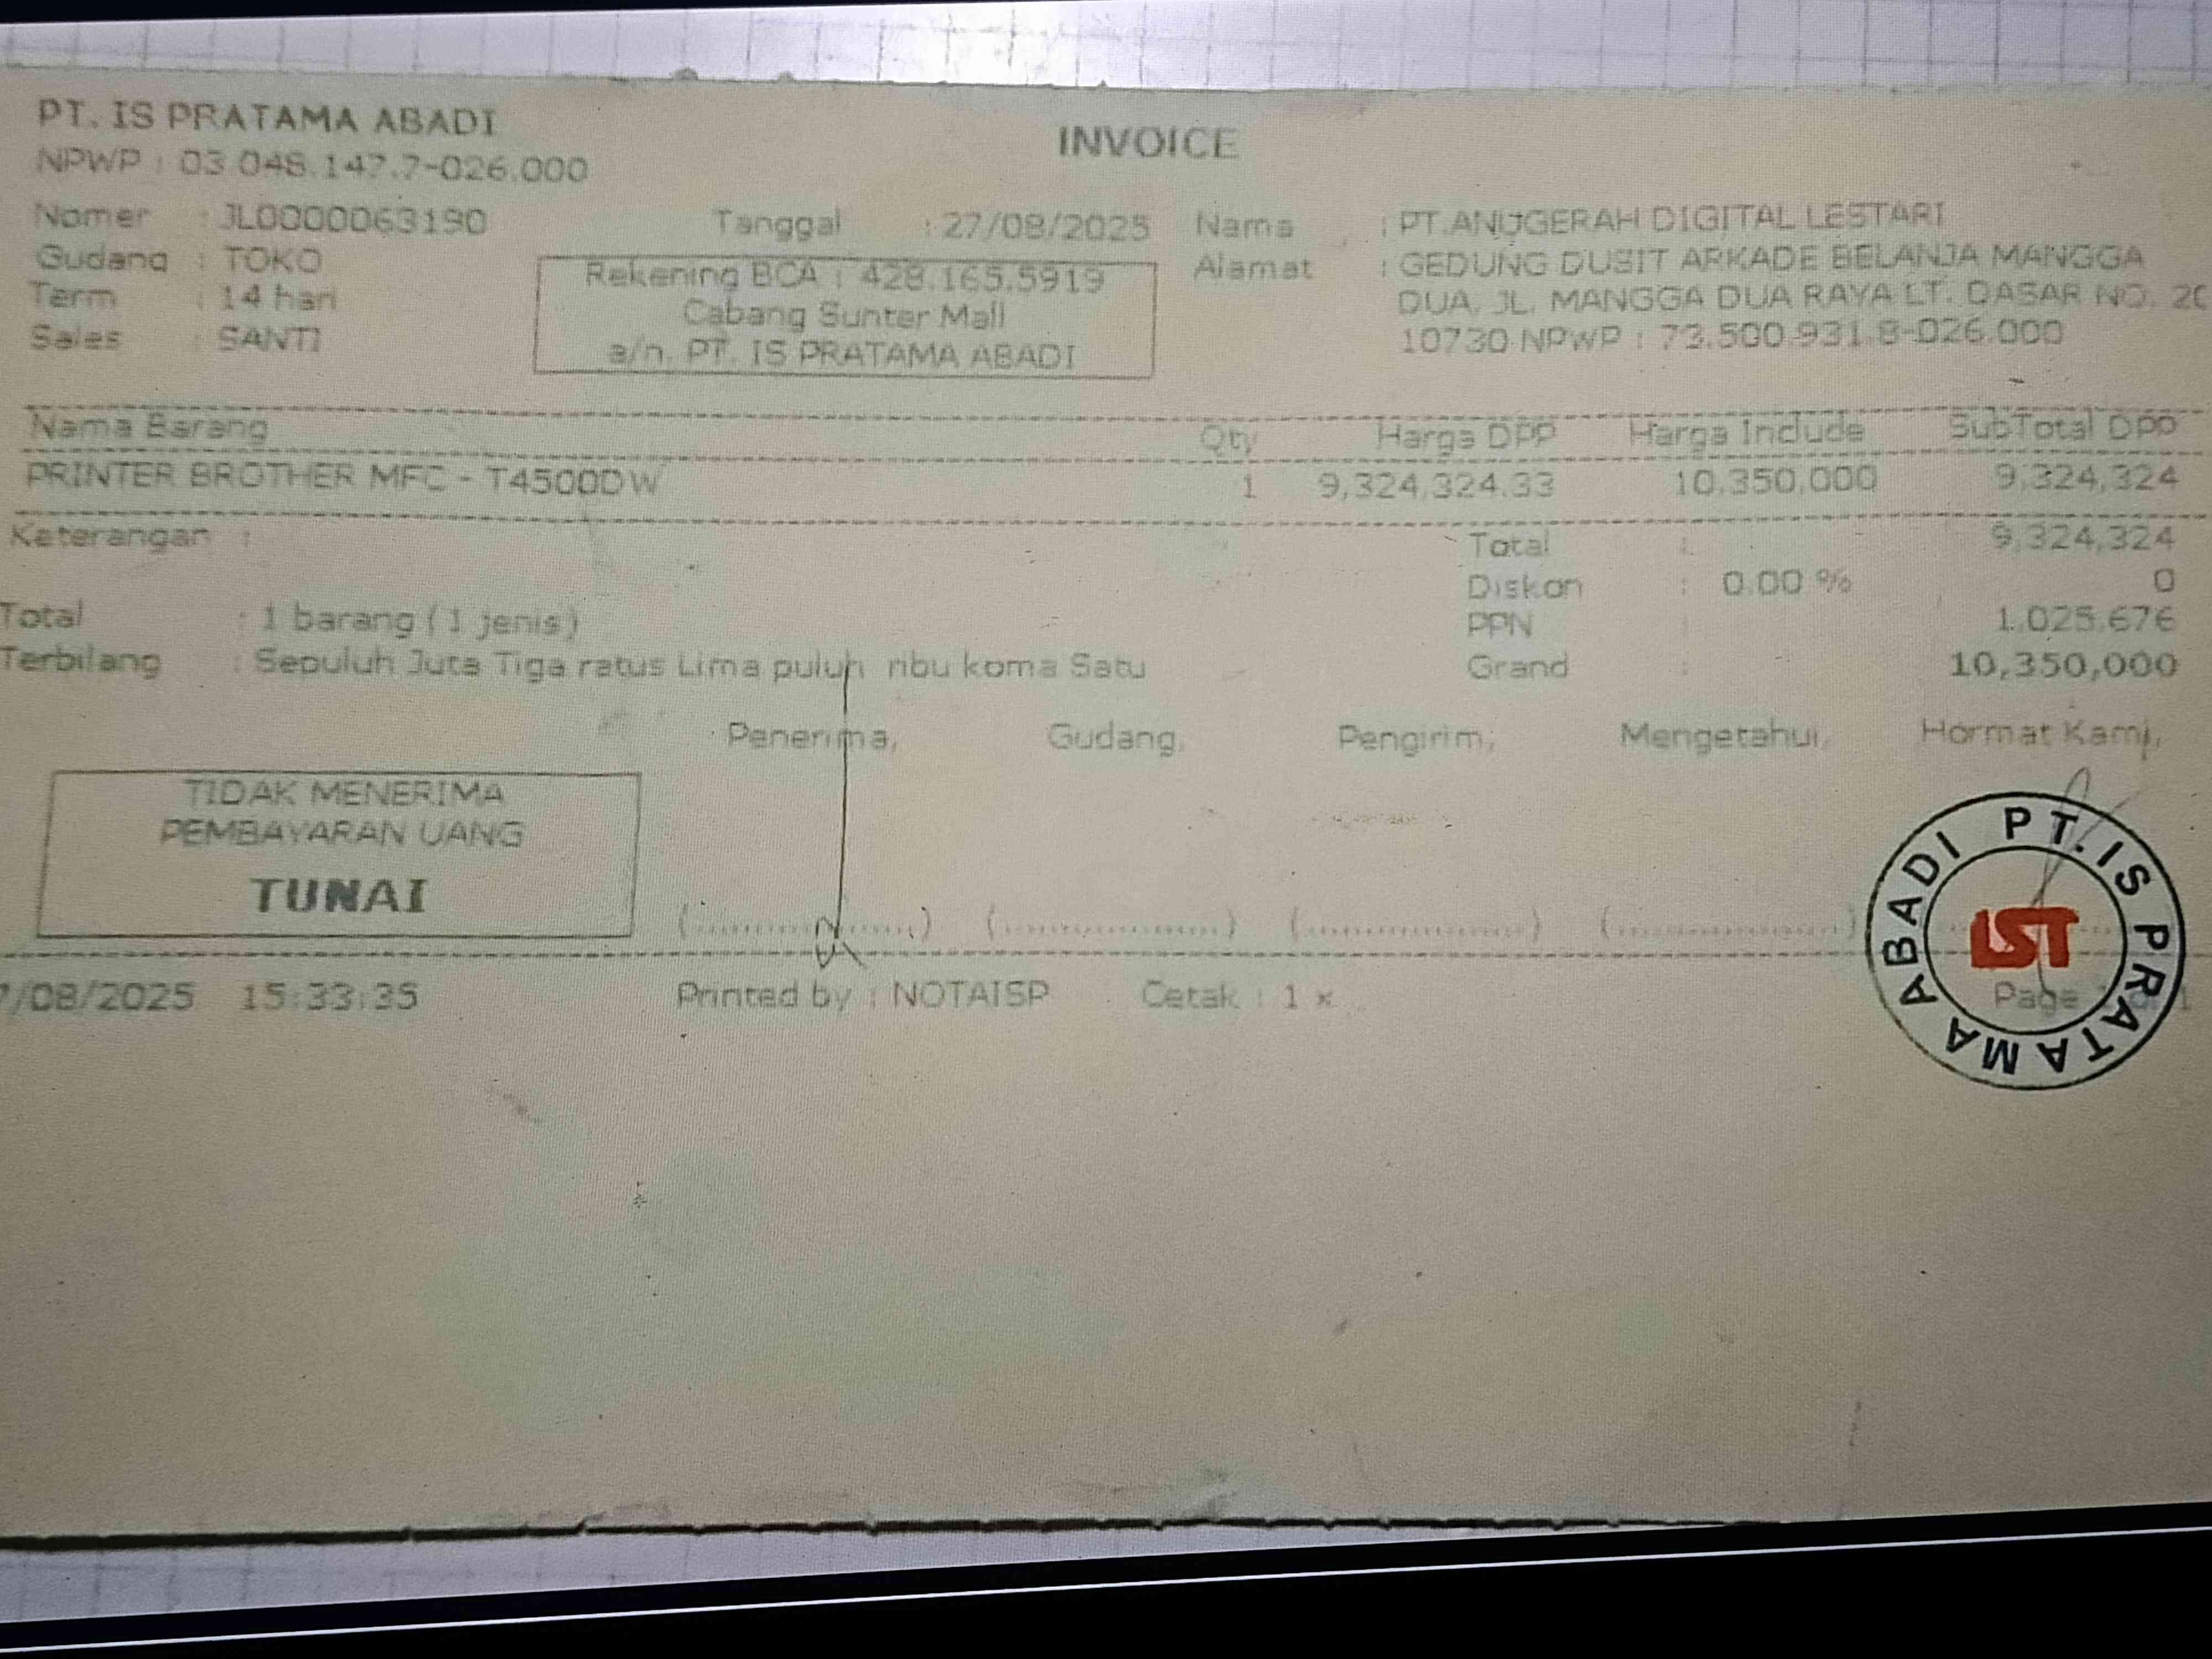 PT. IS PRATAMA ABADI
INVOICE
NPWP : 03.048.147.7-026.000
Nomer : JL0000063190
Tanggal : 27/08/2025
Nama : PT.ANUGERAH DIGITAL LESTARI
Gudang : TOKO
Rekening BCA : 428.165.5919
Alamat : GEDUNG DUSIT ARKADE BELANJA MANGGA
Term : 14 hari
Cabang Sunter Mall
DUA, JL. MANGGA DUA RAYA LT. DASAR NO. 20
Sales : SANTI
a/n. PT. IS PRATAMA ABADI
10730 NPWP : 73.500.931.8-026.000
Nama Barang Qty Harga DPP Harga Include SubTotal DPP
PRINTER BROTHER MFC - T4500DW 1 9,324,324.33 10,350,000 9,324,324
Keterangan :
Total : 9,324,324
Diskon : 0.00 % 0
Total : 1 barang ( 1 jenis )
PPN : 1,025,676
Terbilang : Sepuluh Juta Tiga ratus Lima puluh ribu koma Satu
Grand : 10,350,000
Penerima, Gudang, Pengirim, Mengetahui, Hormat Kami,
TIDAK MENERIMA
PEMBAYARAN UANG
TUNAI
PT. IS PRATAMA ABADI
IST
7/08/2025 15:33:35 Printed by : NOTAISP Cetak : 1 x Page 1